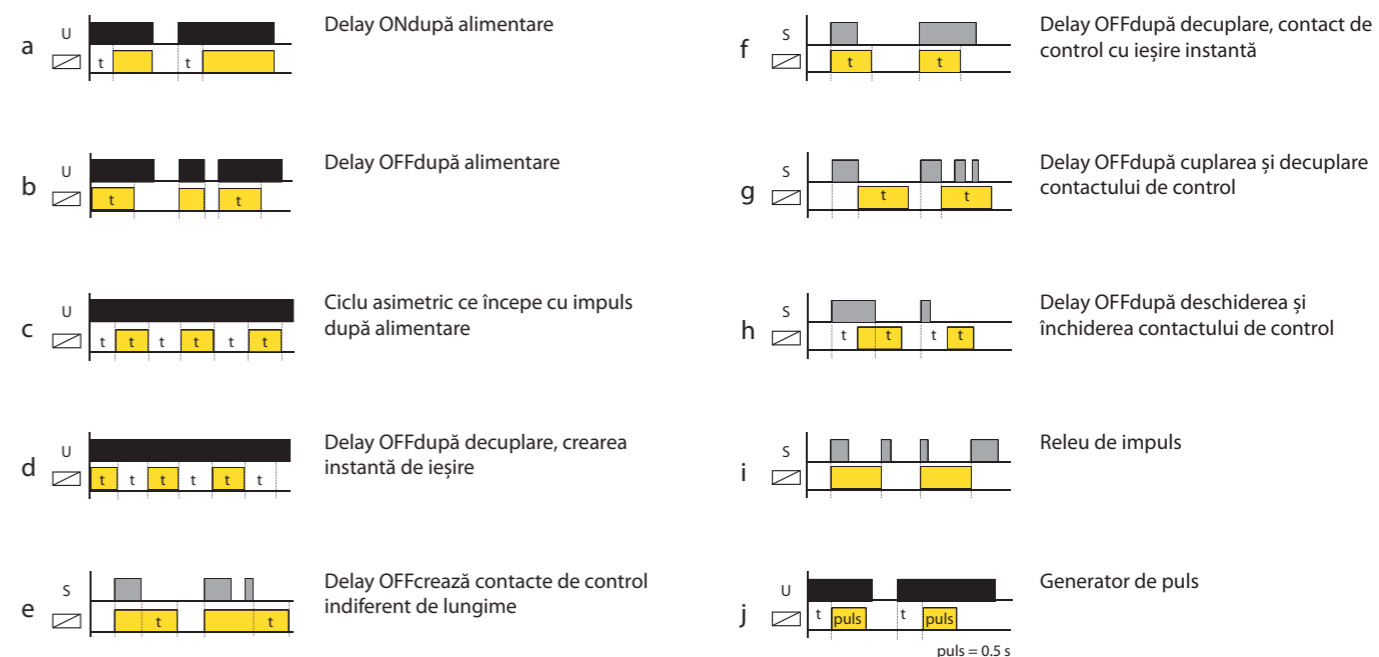 a
U
t
t
Delay ONdupă alimentare
b
U
t
t
Delay OFFdupă alimentare
c
U
t t t t t t
Ciclu asimetric ce începe cu impuls
după alimentare
d
U
t t t t t t
Delay OFFdupă decuplare, crearea
instantă de ieșire
e
S
t
t
Delay OFFcrează contacte de control
indiferent de lungime
f
S
t
t
Delay OFFdupă decuplare, contact de
control cu ieșire instantă
g
S
t
t
Delay OFFdupă cuplarea și decuplare
contactului de control
h
S
t t t t
Delay OFFdupă deschiderea și
închiderea contactului de control
i
S
Releu de impuls
j
U
t puls t puls
puls = 0.5 s
Generator de puls